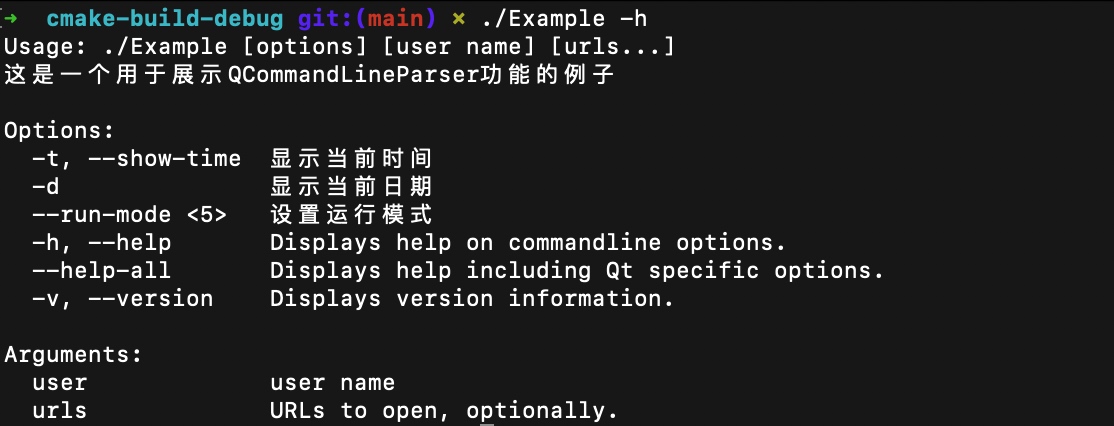 ➜  cmake-build-debug git:(main) ✗ ./Example -h
Usage: ./Example [options] [user name] [urls...]
这是一个用于展示QCommandLineParser功能的例子

Options:
  -t, --show-time  显示当前时间
  -d               显示当前日期
  --run-mode <5>   设置运行模式
  -h, --help       Displays help on commandline options.
  --help-all       Displays help including Qt specific options.
  -v, --version    Displays version information.

Arguments:
  user             user name
  urls             URLs to open, optionally.